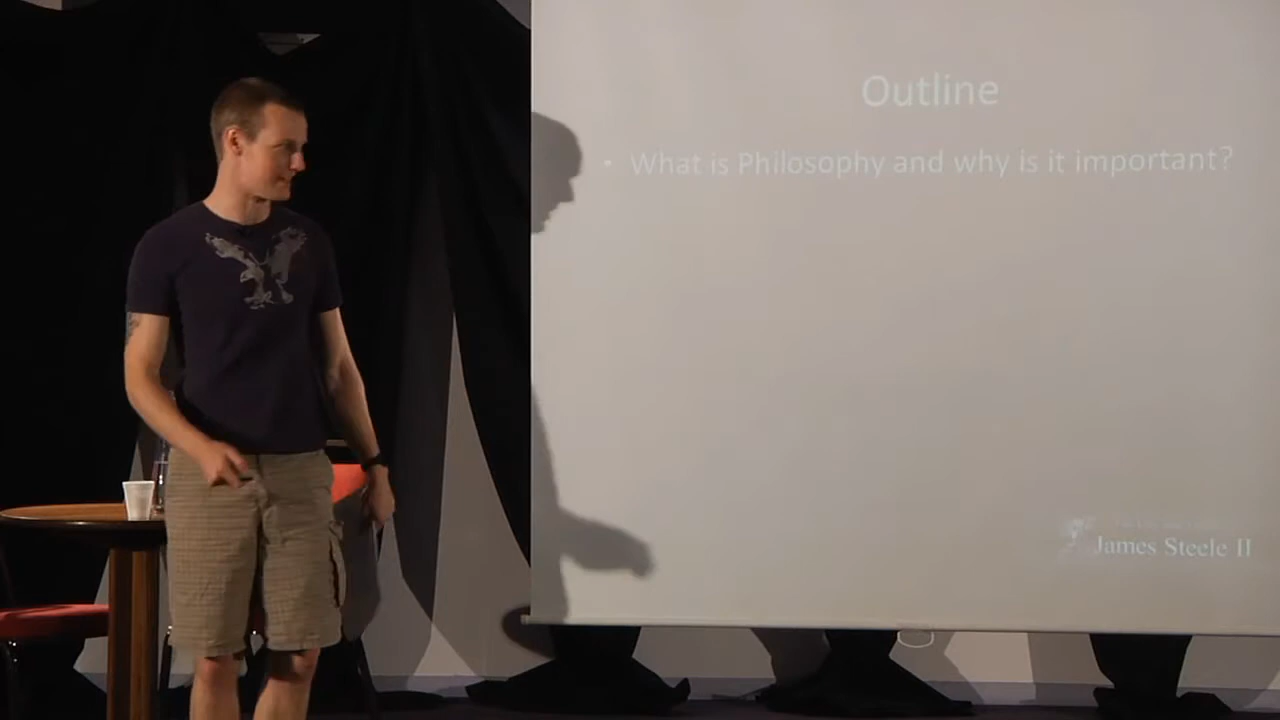 Outline
• What is Philosophy and why is it important?
James Steele II